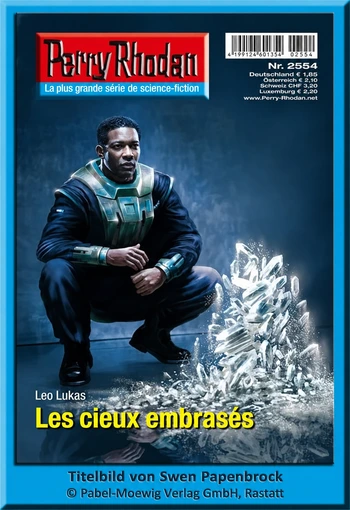 Perry Rhodan
La plus grande série de science-fiction
4 199124 601354 02554
Nr. 2554
Deutschland € 1,85
Österreich € 2,10
Schweiz CHF 3,20
Luxemburg € 2,20
www.Perry-Rhodan.net
Leo Lukas
Les cieux embrasés
Titelbild von Swen Papenbrock
© Pabel-Moewig Verlag GmbH, Rastatt